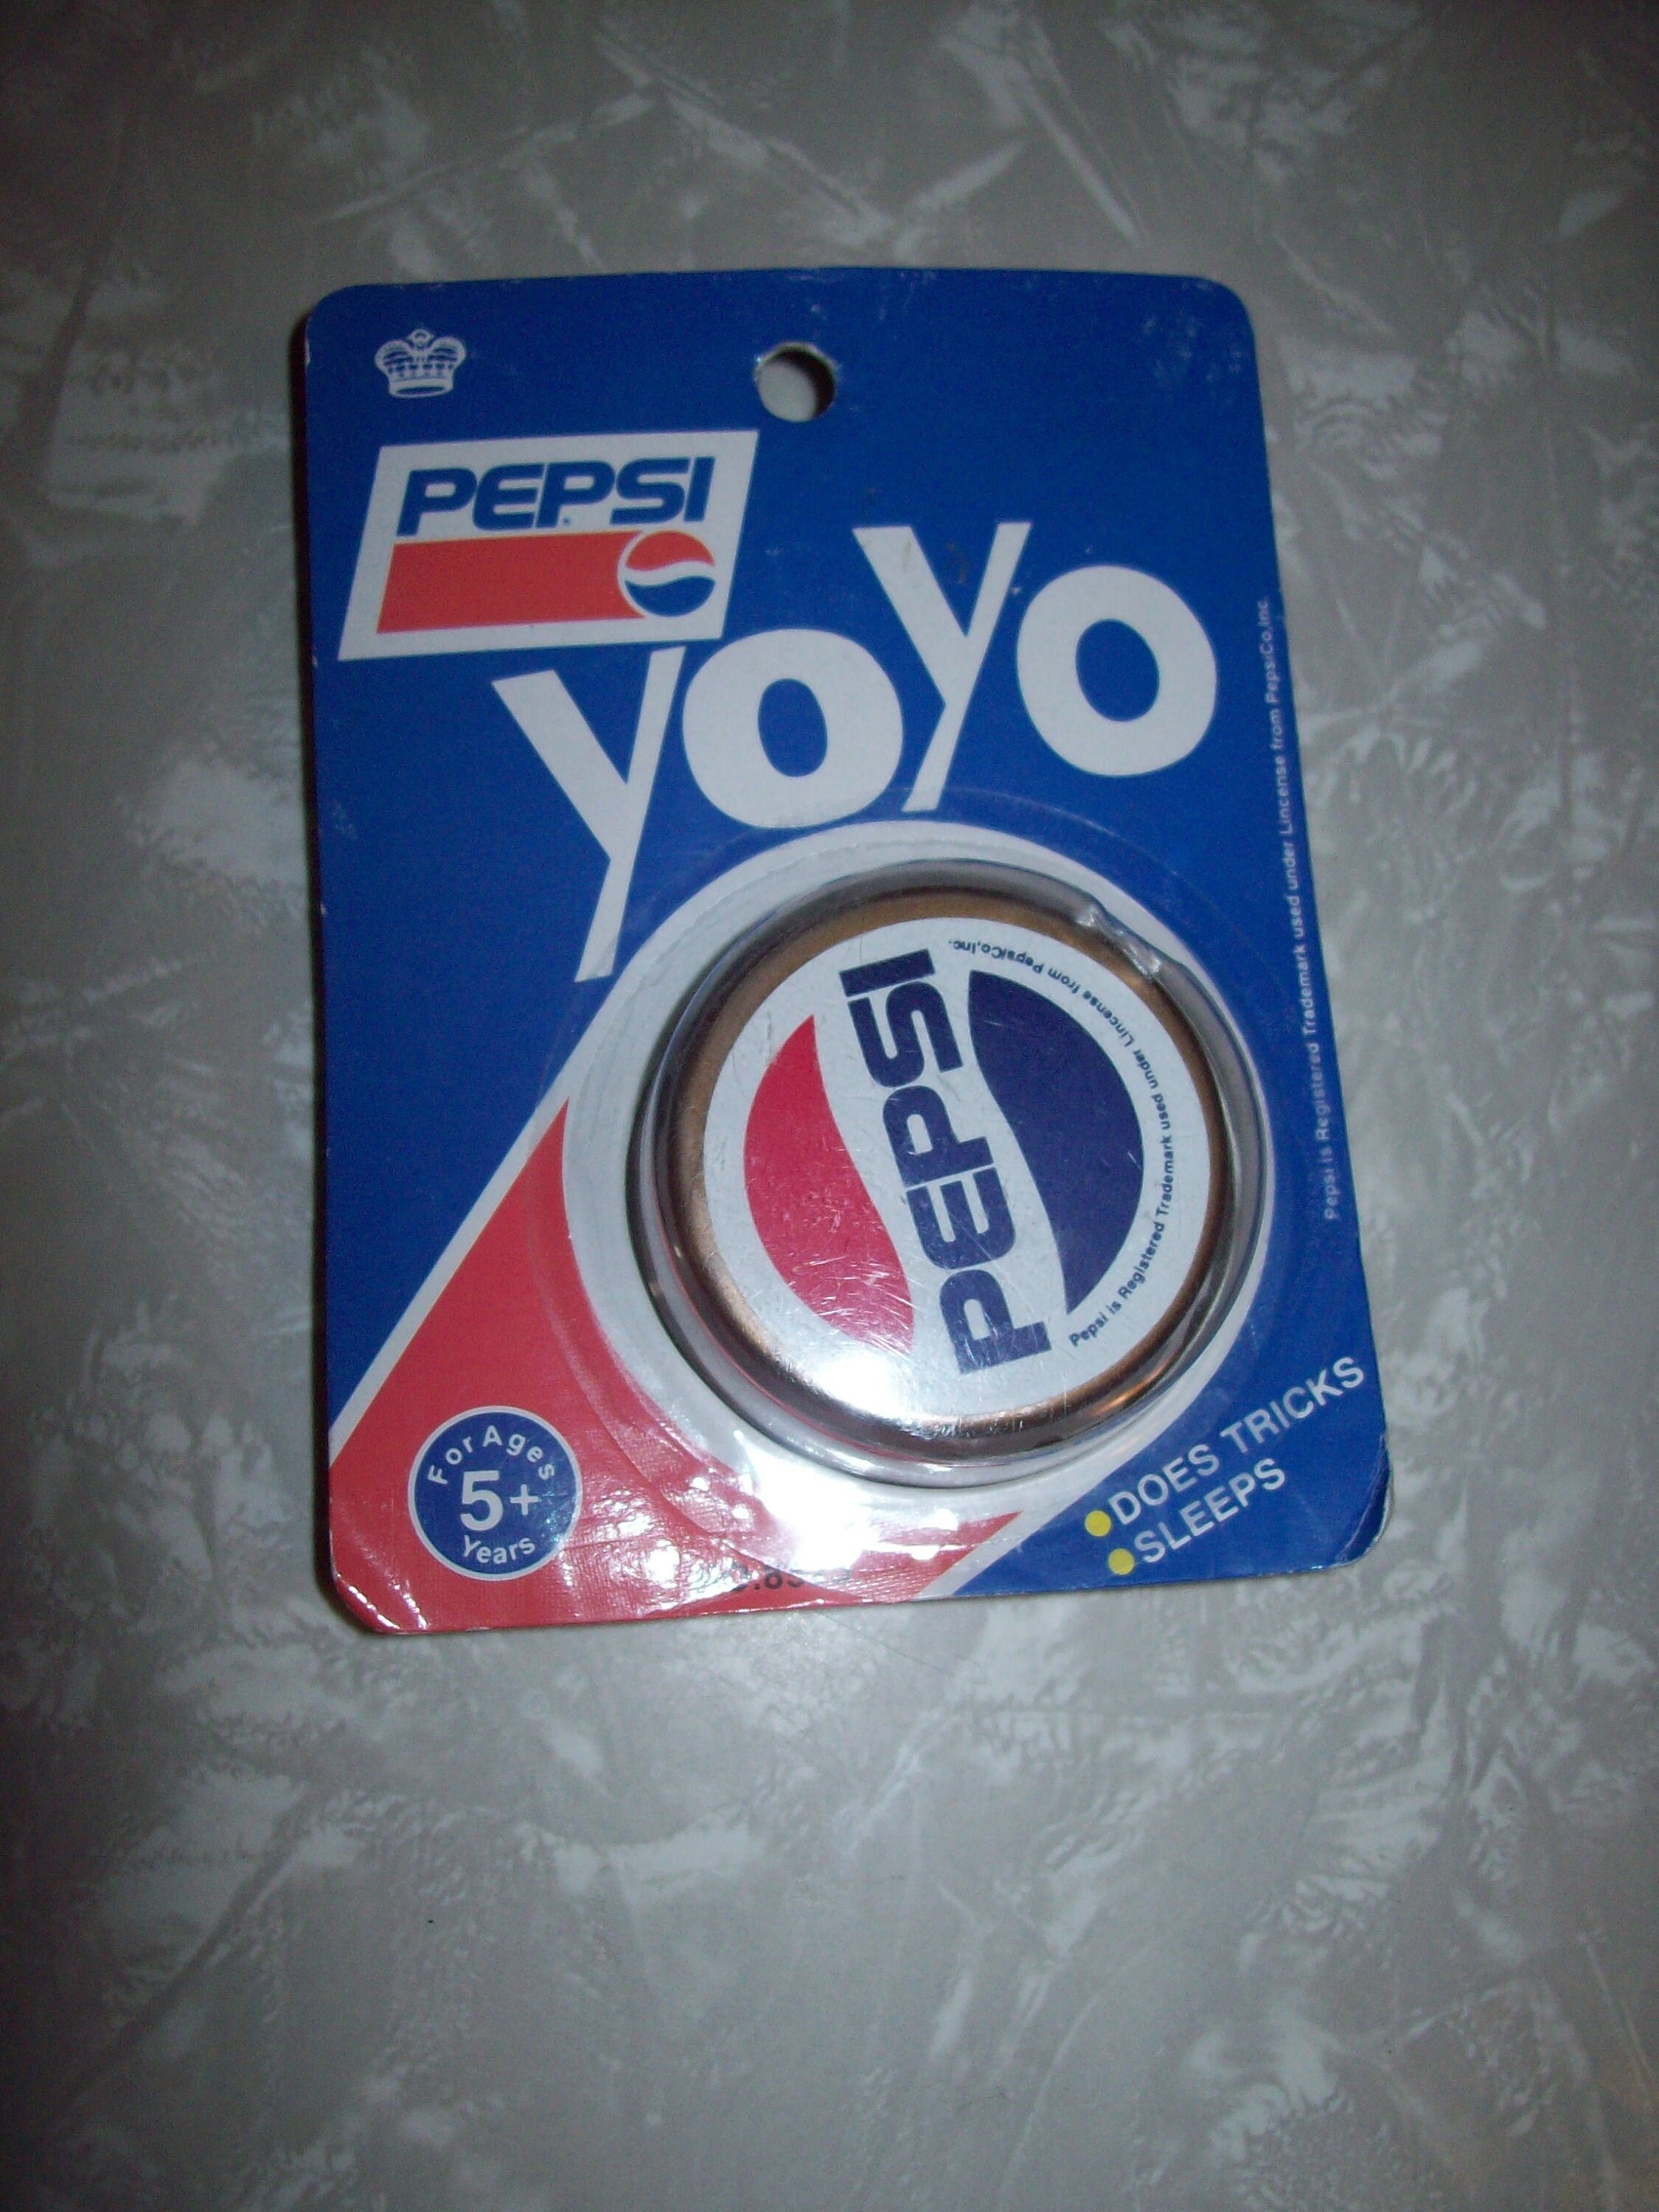 PEPSI
yoyo
Pepsi is Registered Trademark used under Lincense from PepsiCo,Inc.
PEPSI
Pepsi is Registered Trademark used under Lincense from PepsiCo,Inc.
For Ages
5+
Years
•DOES TRICKS
•SLEEPS